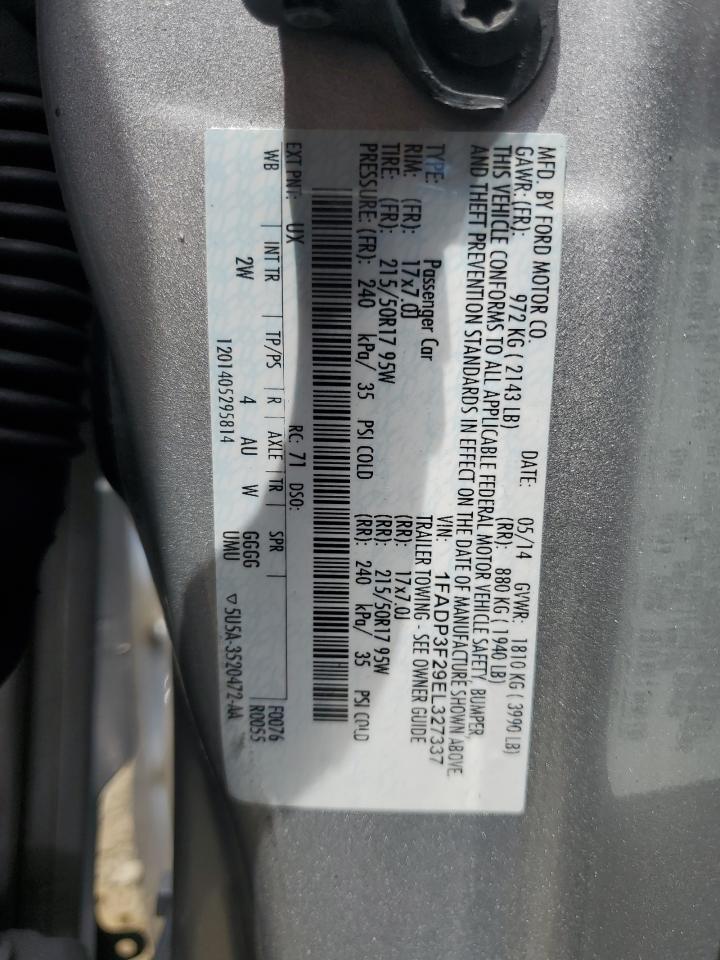 MFD. BY FORD MOTOR CO.
DATE: 05/14 GVWR: 1810 KG ( 3990 LB)
GAWR: (FR): 972 KG ( 2143 LB) (RR): 880 KG ( 1940 LB)
THIS VEHICLE CONFORMS TO ALL APPLICABLE FEDERAL MOTOR VEHICLE SAFETY, BUMPER,
AND THEFT PREVENTION STANDARDS IN EFFECT ON THE DATE OF MANUFACTURE SHOWN ABOVE.
VIN: 1FADP3F29EL327337
TYPE: Passenger Car TRAILER TOWING - SEE OWNER GUIDE
RIM: (FR): 17x7.0J (RR): 17x7.0J
TIRE: (FR): 215/50R17 95W (RR): 215/50R17 95W
PRESSURE: (FR): 240 kPa/ 35 PSI COLD (RR): 240 kPa/ 35 PSI COLD
EXT PNT: UX RC: 71 DSO: F0076
R0055
WB INT TR TP/PS R AXLE TR SPR
2W 4 AU W GGGG
UMU
1201405295814 ▽5U5A-3520472-AA